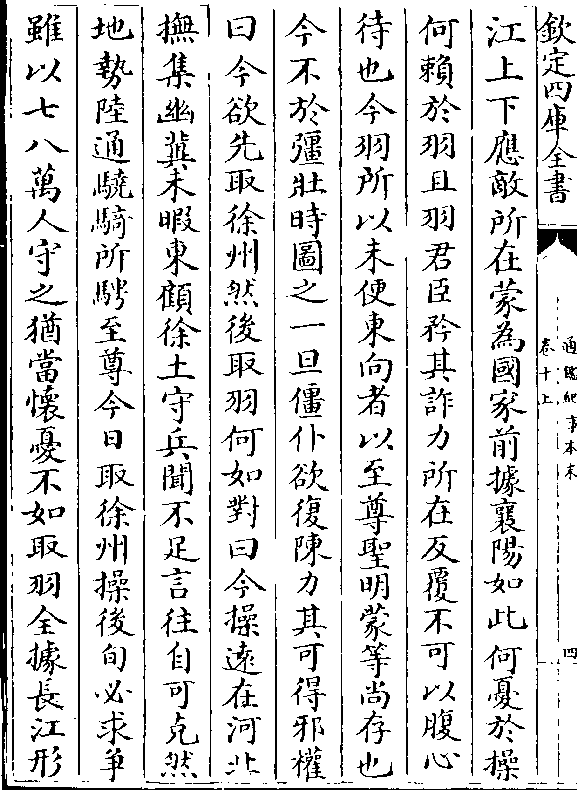 欽定四庫全書
通鑑紀事本末
卷十上
四
江上下應敵所在蒙為國家前據襄陽如此何憂於操
何賴於羽且羽君臣矜其詐力所在反覆不可以腹心
待也今羽所以未便東向者以至尊聖明蒙等尚存也
今不於彊壯時圖之一旦僵仆欲復陳力其可得邪權
曰今欲先取徐州然後取羽何如對曰今操遠在河北
撫集幽冀未暇東顧徐土守兵聞不足言往自可克然
地勢陸通驍騎所騁至尊今日取徐州操後旬必來爭
雖以七八萬人守之猶當懷憂不如取羽全據長江形